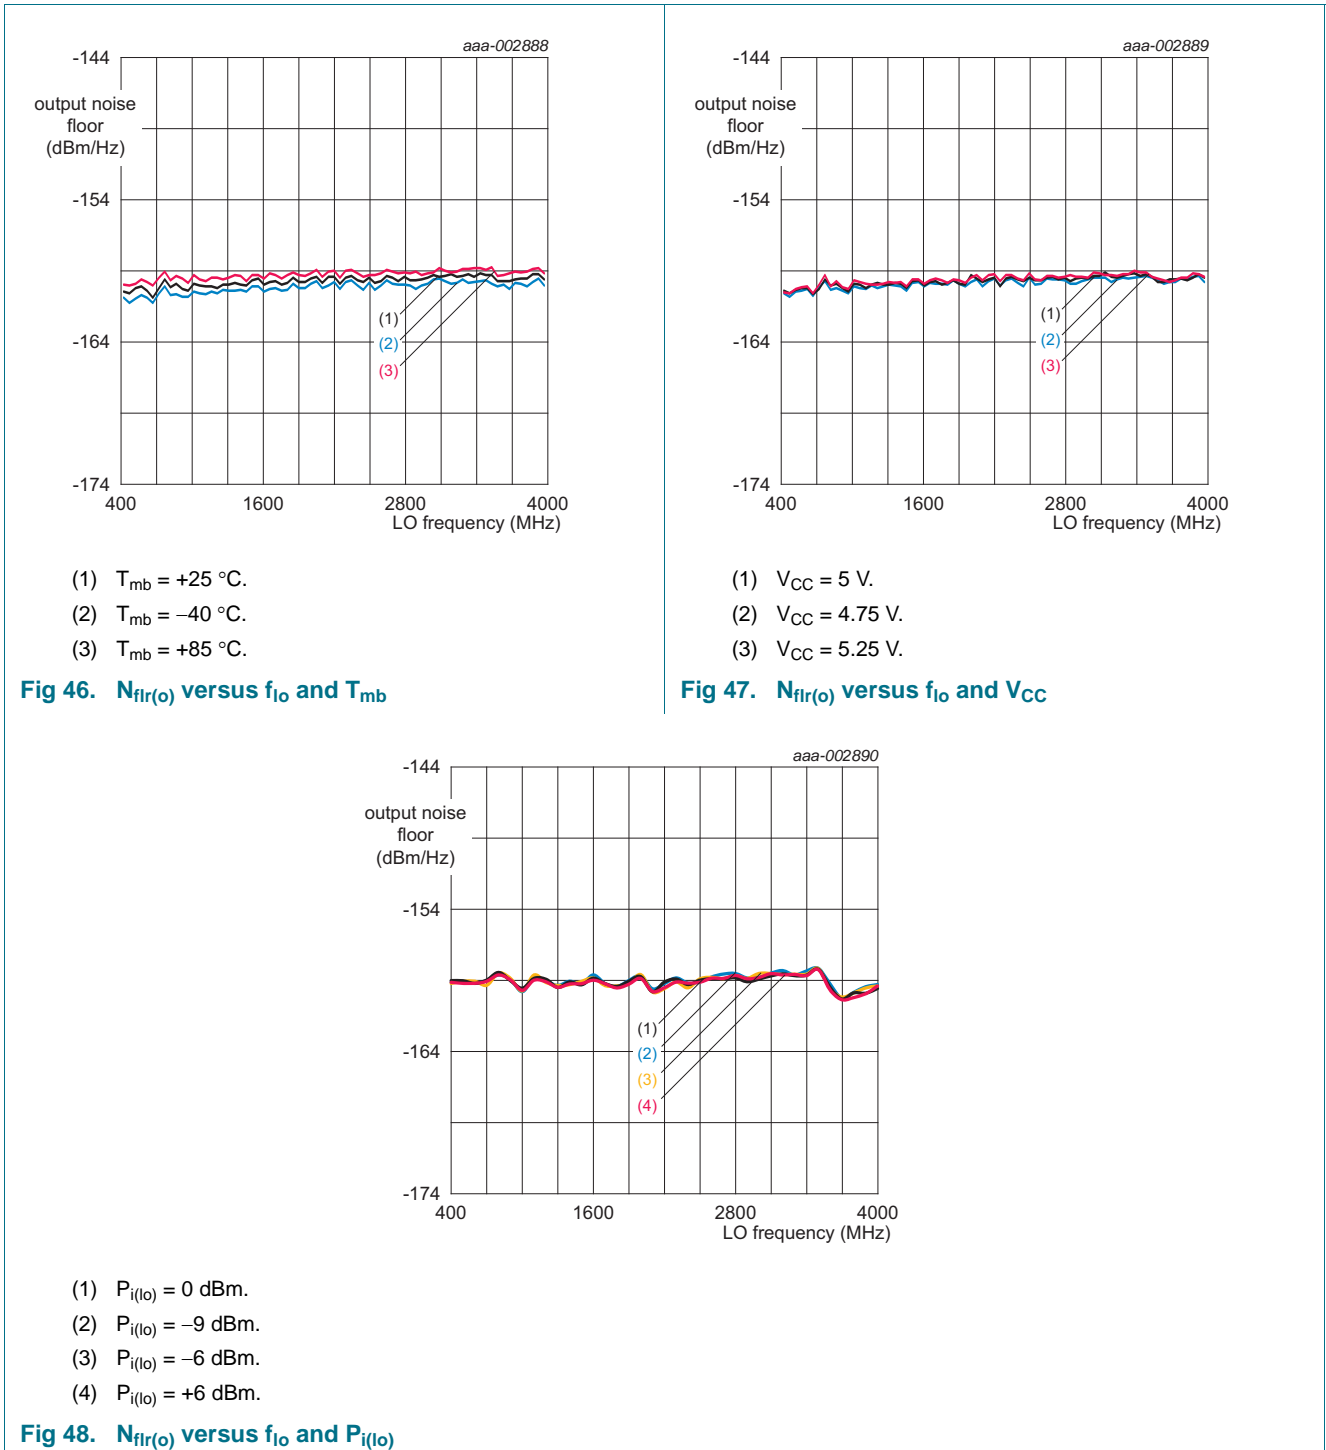 aaa-002888
-144
output noise
floor
(dBm/Hz)
-154
(1)
(2)
(3)
-164
-174
400 1600 2800 4000
LO frequency (MHz)
(1) Tmb = +25 °C.
(2) Tmb = −40 °C.
(3) Tmb = +85 °C.
Fig 46. Nflr(o) versus flo and Tmb
aaa-002889
-144
output noise
floor
(dBm/Hz)
-154
(1)
(2)
(3)
-164
-174
400 1600 2800 4000
LO frequency (MHz)
(1) VCC = 5 V.
(2) VCC = 4.75 V.
(3) VCC = 5.25 V.
Fig 47. Nflr(o) versus flo and VCC
aaa-002890
-144
output noise
floor
(dBm/Hz)
-154
(1)
(2)
(3)
(4)
-164
-174
400 1600 2800 4000
LO frequency (MHz)
(1) Pi(lo) = 0 dBm.
(2) Pi(lo) = −9 dBm.
(3) Pi(lo) = −6 dBm.
(4) Pi(lo) = +6 dBm.
Fig 48. Nflr(o) versus flo and Pi(lo)